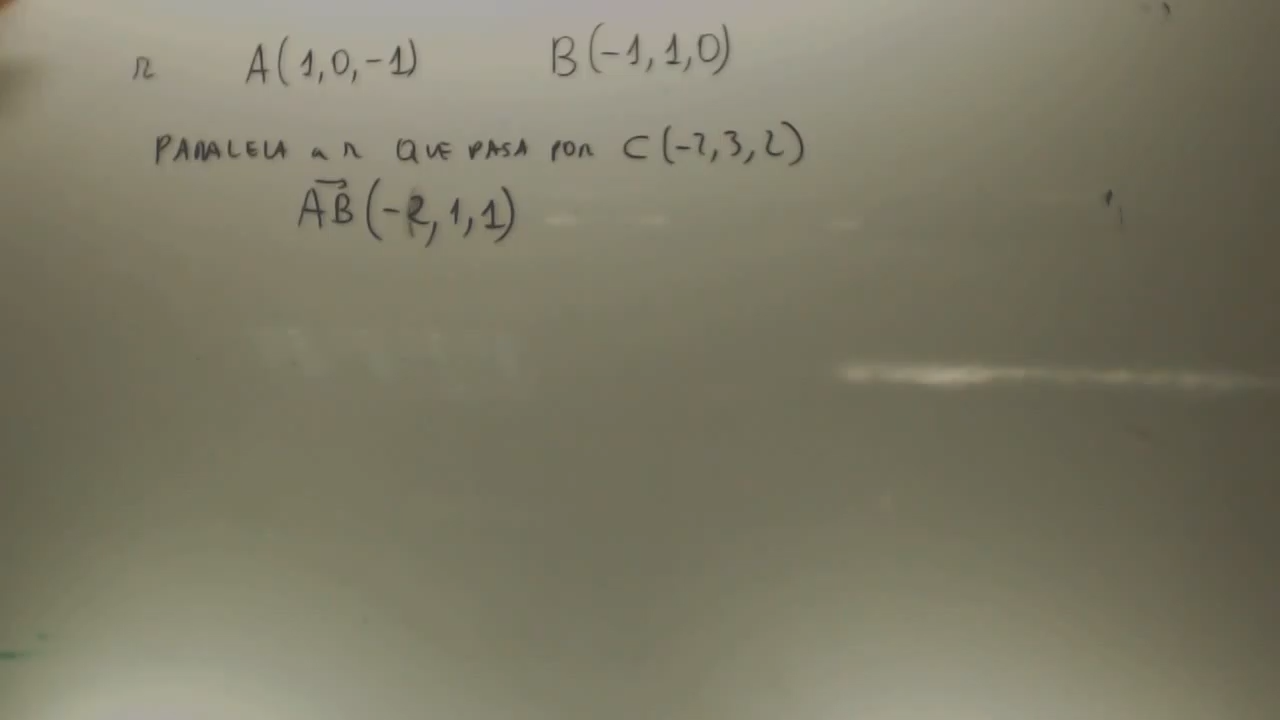 r A(1,0,-1) B(-1,1,0)
PARALELA a r QUE PASA POR C(-2,3,2)
AB(-2,1,1)